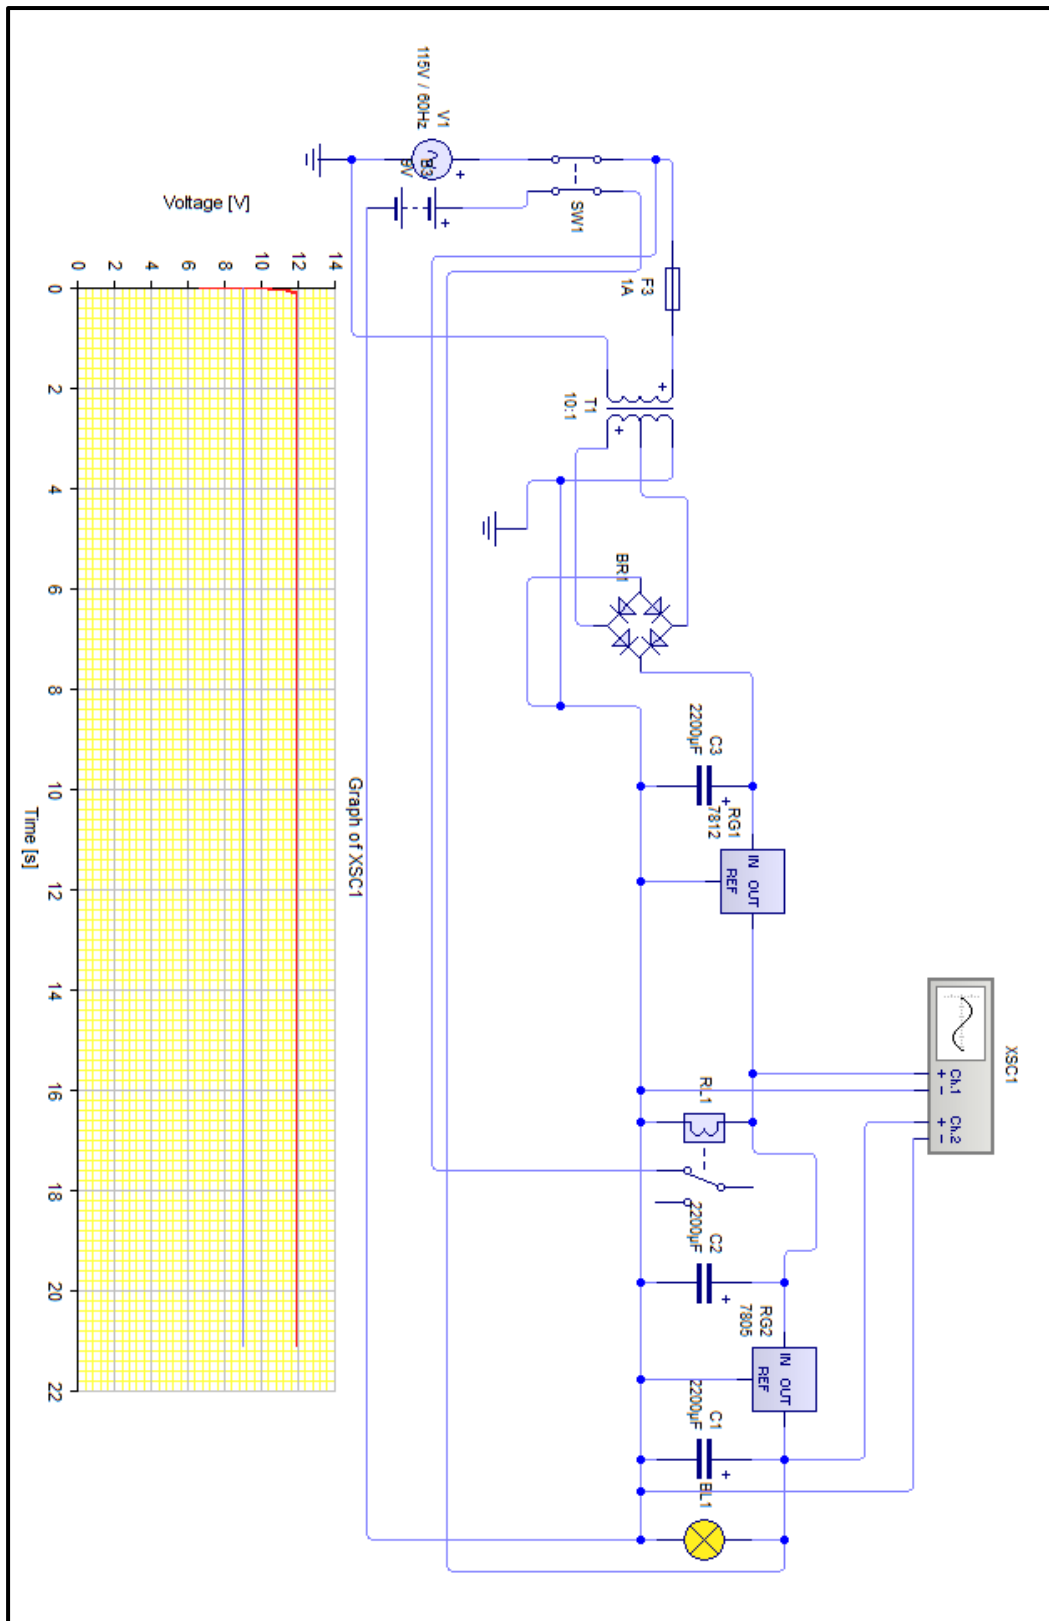 XSC1
Ch.1
+ −
Ch.2
+ −
V1
115V / 60Hz
+
B3
9V
+
SW1
F3
1A
T1
10:1
+
+
BR1
C3
2200µF
+
RG1
7812
IN OUT
REF
RL1
C2
2200µF
+
RG2
7805
IN OUT
REF
C1
2200µF
+
BL1
Graph of XSC1
Voltage [V]
14
12
10
8
6
4
2
0
0 2 4 6 8 10 12 14 16 18 20 22
Time [s]